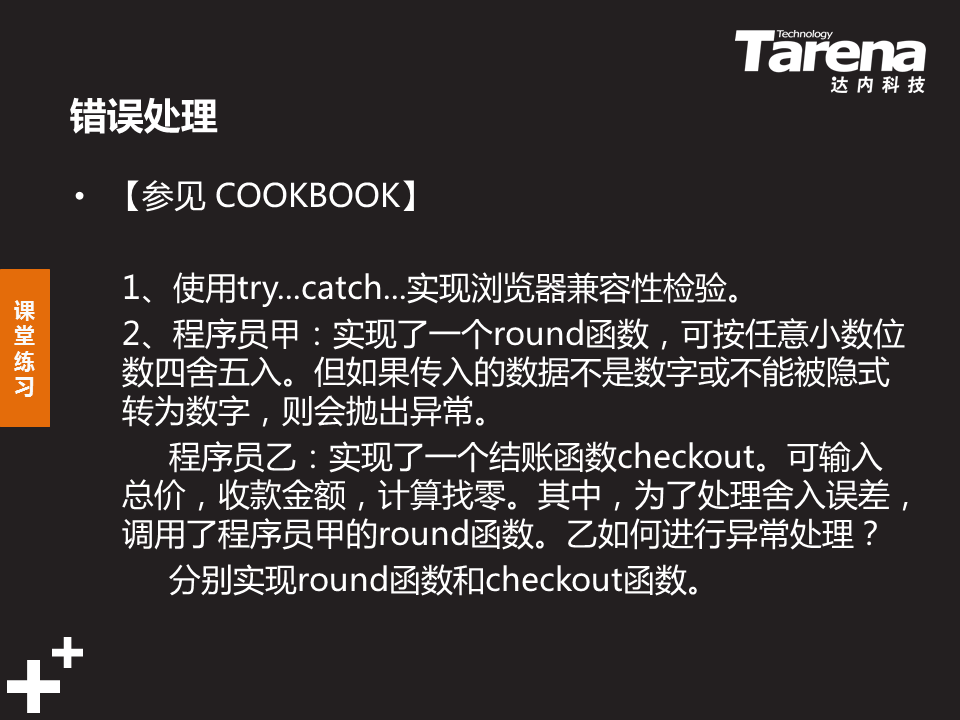 Technology
Tarena
达内科技
错误处理
• 【参见 COOKBOOK】
课
堂
练
习
1、使用try...catch...实现浏览器兼容性检验。
2、程序员甲：实现了一个round函数，可按任意小数位
数四舍五入。但如果传入的数据不是数字或不能被隐式
转为数字，则会抛出异常。
程序员乙：实现了一个结账函数checkout。可输入
总价，收款金额，计算找零。其中，为了处理舍入误差，
调用了程序员甲的round函数。乙如何进行异常处理？
分别实现round函数和checkout函数。